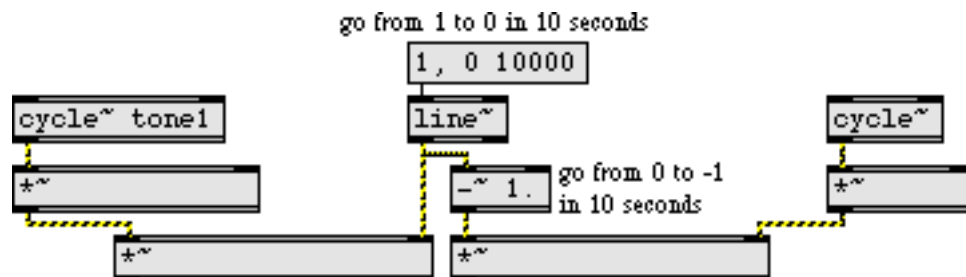 go from 1 to 0 in 10 seconds
1, 0 10000
cycle~ tone1
line~
cycle~
*~
-~ 1.
go from 0 to -1
in 10 seconds
*~
*~
*~